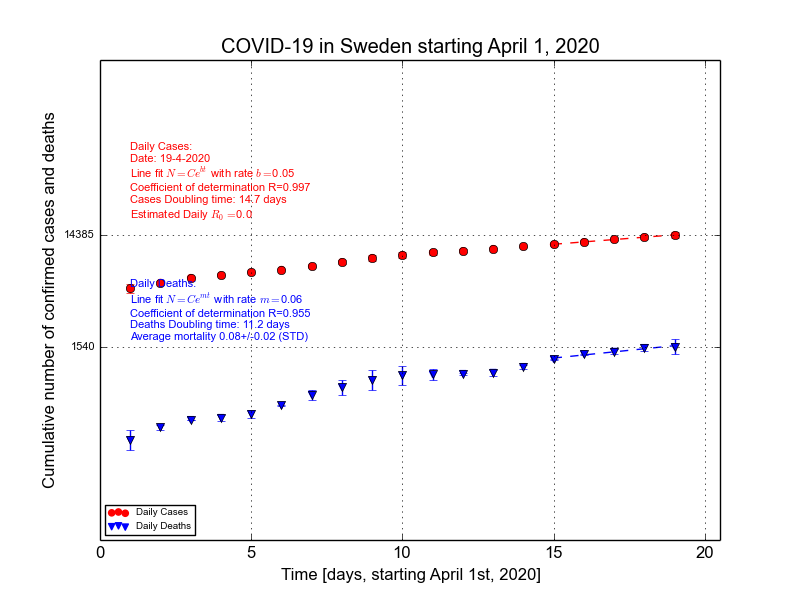 COVID-19 in Sweden starting April 1, 2020
Cumulative number of confirmed cases and deaths
Daily Cases:
Date: 19-4-2020
Line fit N = Ce^{bt} with rate b =0.05
Coefficient of determination R=0.997
Cases Doubling time: 14.7 days
Estimated Daily R_0 =0.0
14385
Daily Deaths:
Line fit N = Ce^{mt} with rate m =0.06
Coefficient of determination R=0.955
Deaths Doubling time: 11.2 days
Average mortality 0.08+/-0.02 (STD)
1540
Daily Cases
Daily Deaths
0 5 10 15 20
Time [days, starting April 1st, 2020]